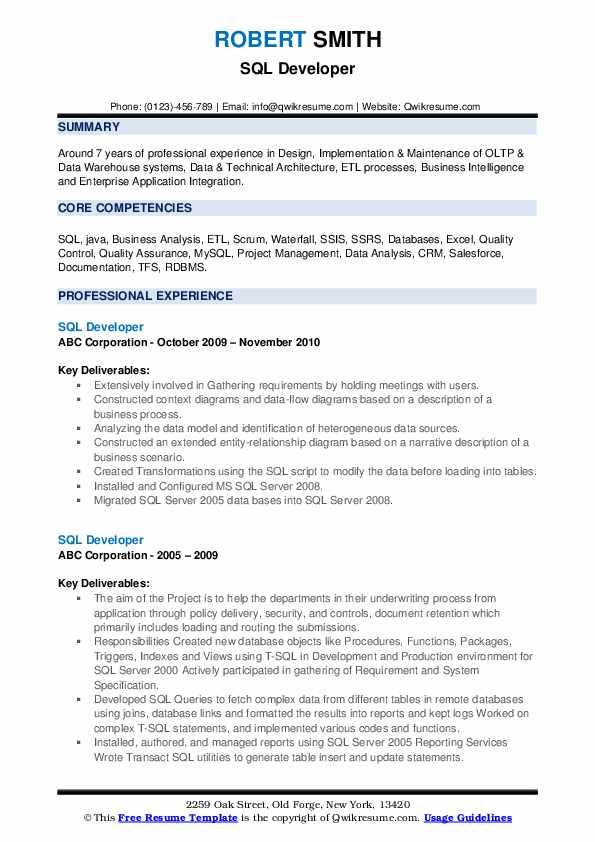 ROBERT SMITH
SQL Developer
Phone: (0123)-456-789 | Email: info@qwikresume.com | Website: Qwikresume.com
SUMMARY
Around 7 years of professional experience in Design, Implementation & Maintenance of OLTP &
Data Warehouse systems, Data & Technical Architecture, ETL processes, Business Intelligence
and Enterprise Application Integration.
CORE COMPETENCIES
SQL, java, Business Analysis, ETL, Scrum, Waterfall, SSIS, SSRS, Databases, Excel, Quality
Control, Quality Assurance, MySQL, Project Management, Data Analysis, CRM, Salesforce,
Documentation, TFS, RDBMS.
PROFESSIONAL EXPERIENCE
SQL Developer
ABC Corporation - October 2009 – November 2010
Key Deliverables:
▪ Extensively involved in Gathering requirements by holding meetings with users.
▪ Constructed context diagrams and data-flow diagrams based on a description of a
business process.
▪ Analyzing the data model and identification of heterogeneous data sources.
▪ Constructed an extended entity-relationship diagram based on a narrative description of a
business scenario.
▪ Created Transformations using the SQL script to modify the data before loading into tables.
▪ Installed and Configured MS SQL Server 2008.
▪ Migrated SQL Server 2005 data bases into SQL Server 2008.
SQL Developer
ABC Corporation - 2005 – 2009
Key Deliverables:
▪ The aim of the Project is to help the departments in their underwriting process from
application through policy delivery, security, and controls, document retention which
primarily includes loading and routing the submissions.
▪ Responsibilities Created new database objects like Procedures, Functions, Packages,
Triggers, Indexes and Views using T-SQL in Development and Production environment for
SQL Server 2000 Actively participated in gathering of Requirement and System
Specification.
▪ Developed SQL Queries to fetch complex data from different tables in remote databases
using joins, database links and formatted the results into reports and kept logs Worked on
complex T-SQL statements, and implemented various codes and functions.
▪ Installed, authored, and managed reports using SQL Server 2005 Reporting Services
Wrote Transact SQL utilities to generate table insert and update statements.
2259 Oak Street, Old Forge, New York, 13420
© This Free Resume Template is the copyright of Qwikresume.com. Usage Guidelines